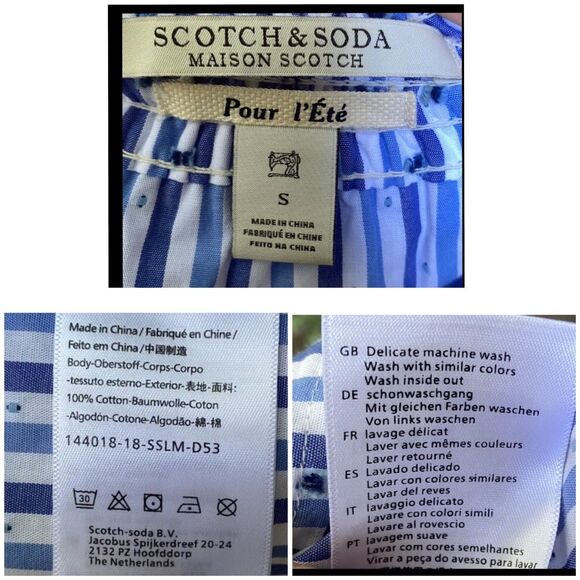 SCOTCH & SODA
MAISON SCOTCH
Pour l'Été
S
MADE IN CHINA
FABRIQUÉ EN CHINE
FEITO NA CHINA
Made in China / Fabriqué en Chine /
Feito em China / 中国制造
Body-Oberstoff-Corps-Corpo
-tessuto esterno-Exterior-表地-面料:
100% Cotton-Baumwolle-Coton
-Algodón-Cotone-Algodão-綿-棉
144018-18-SSLM-D53
30
Scotch-soda B.V.
Jacobus Spijkerdreef 20-24
2132 PZ Hoofddorp
The Netherlands
GB Delicate machine wash
Wash with similar colors
Wash inside out
DE schonwaschgang
Mit gleichen Farben waschen
Von links waschen
FR lavage délicat
Laver avec mêmes couleurs
Laver retourné
ES Lavado delicado
Lavar con colores similares
Lavar del reves
IT lavaggio delicato
Lavare con colori simili
Lavare al rovescio
PT lavagem suave
Lavar com cores semelhantes
Virar a peça do avesso para lavar